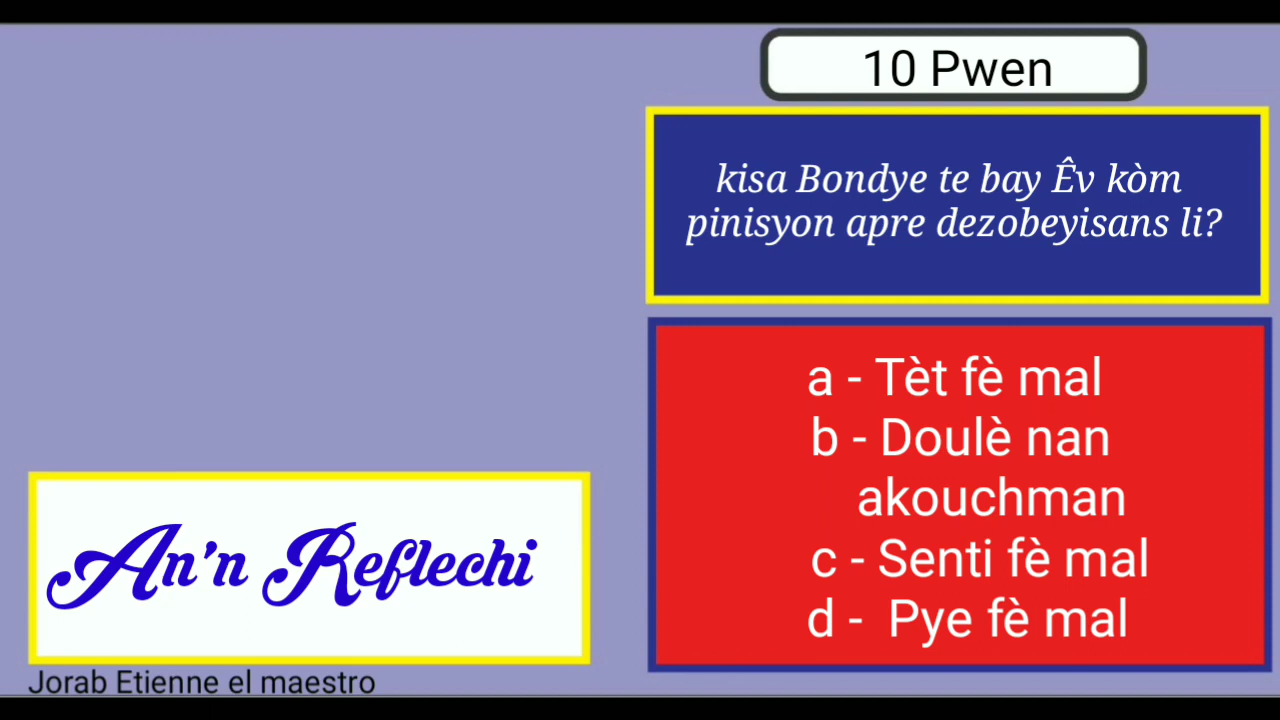 10 Pwen
kisa Bondye te bay Êv kòm
pinisyon apre dezobeyisans li?
a - Tèt fè mal
b - Doulè nan
akouchman
c - Senti fè mal
d - Pye fè mal
An'n Reflechi
Jorab Etienne el maestro